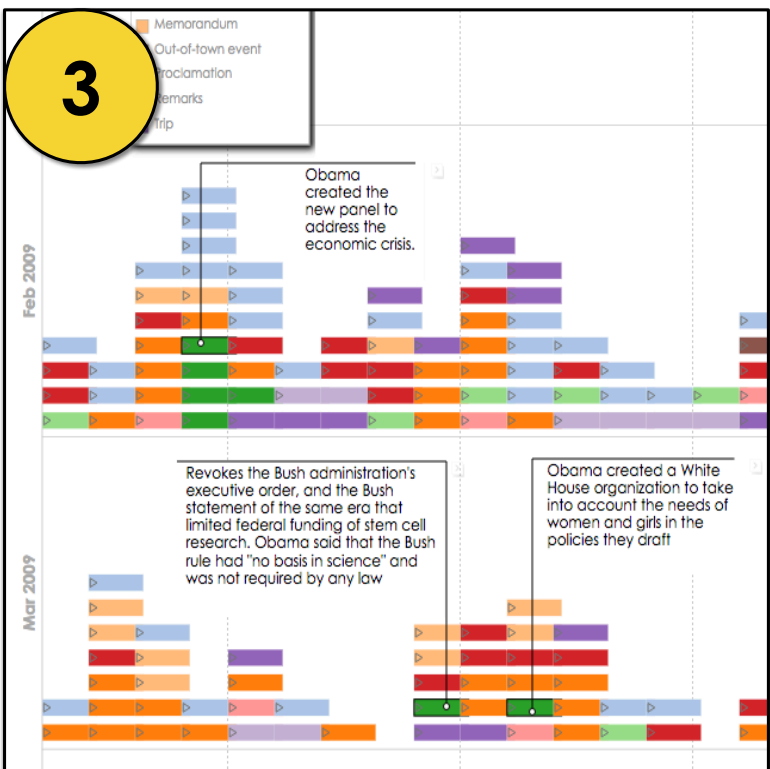 3
Memorandum
Out-of-town event
Proclamation
Remarks
Trip
Obama
created the
new panel to
address the
economic crisis.
Feb 2009
Revokes the Bush administration's
executive order, and the Bush
statement of the same era that
limited federal funding of stem cell
research. Obama said that the Bush
rule had "no basis in science" and
was not required by any law
Obama created a White
House organization to take
into account the needs of
women and girls in the
policies they draft
Mar 2009